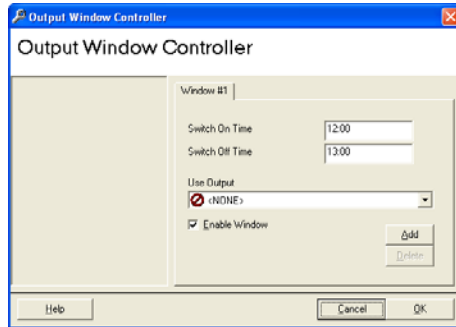 Output Window Controller
Output Window Controller
Window #1
Switch On Time 12:00
Switch Off Time 13:00
Use Output
<NONE>
Enable Window
Add
Delete
Help Cancel OK